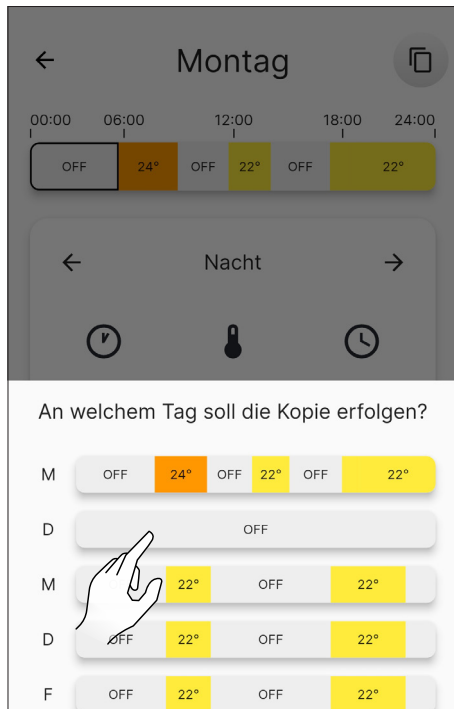 Montag
00:00 06:00 12:00 18:00 24:00
OFF 24° OFF 22° OFF 22°
Nacht
An welchem Tag soll die Kopie erfolgen?
M OFF 24° OFF 22° OFF 22°
D OFF
M 22° OFF 22°
D OFF 22° OFF 22°
F OFF 22° OFF 22°